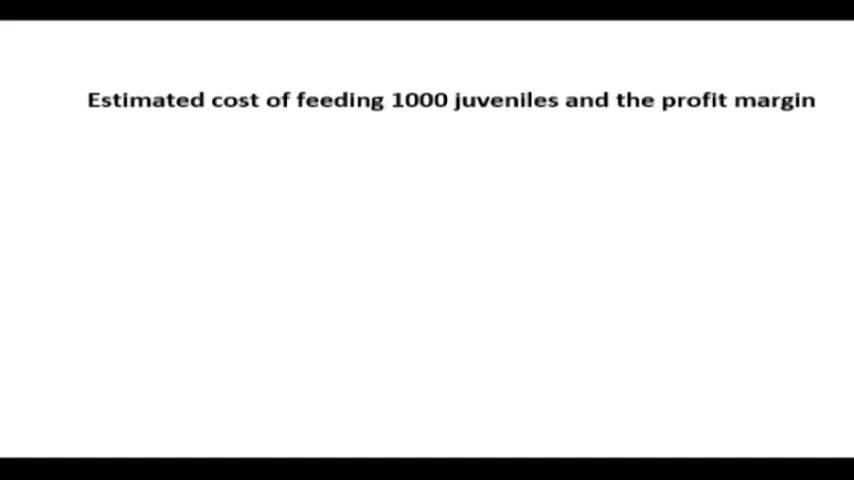 Estimated cost of feeding 1000 juveniles and the profit margin